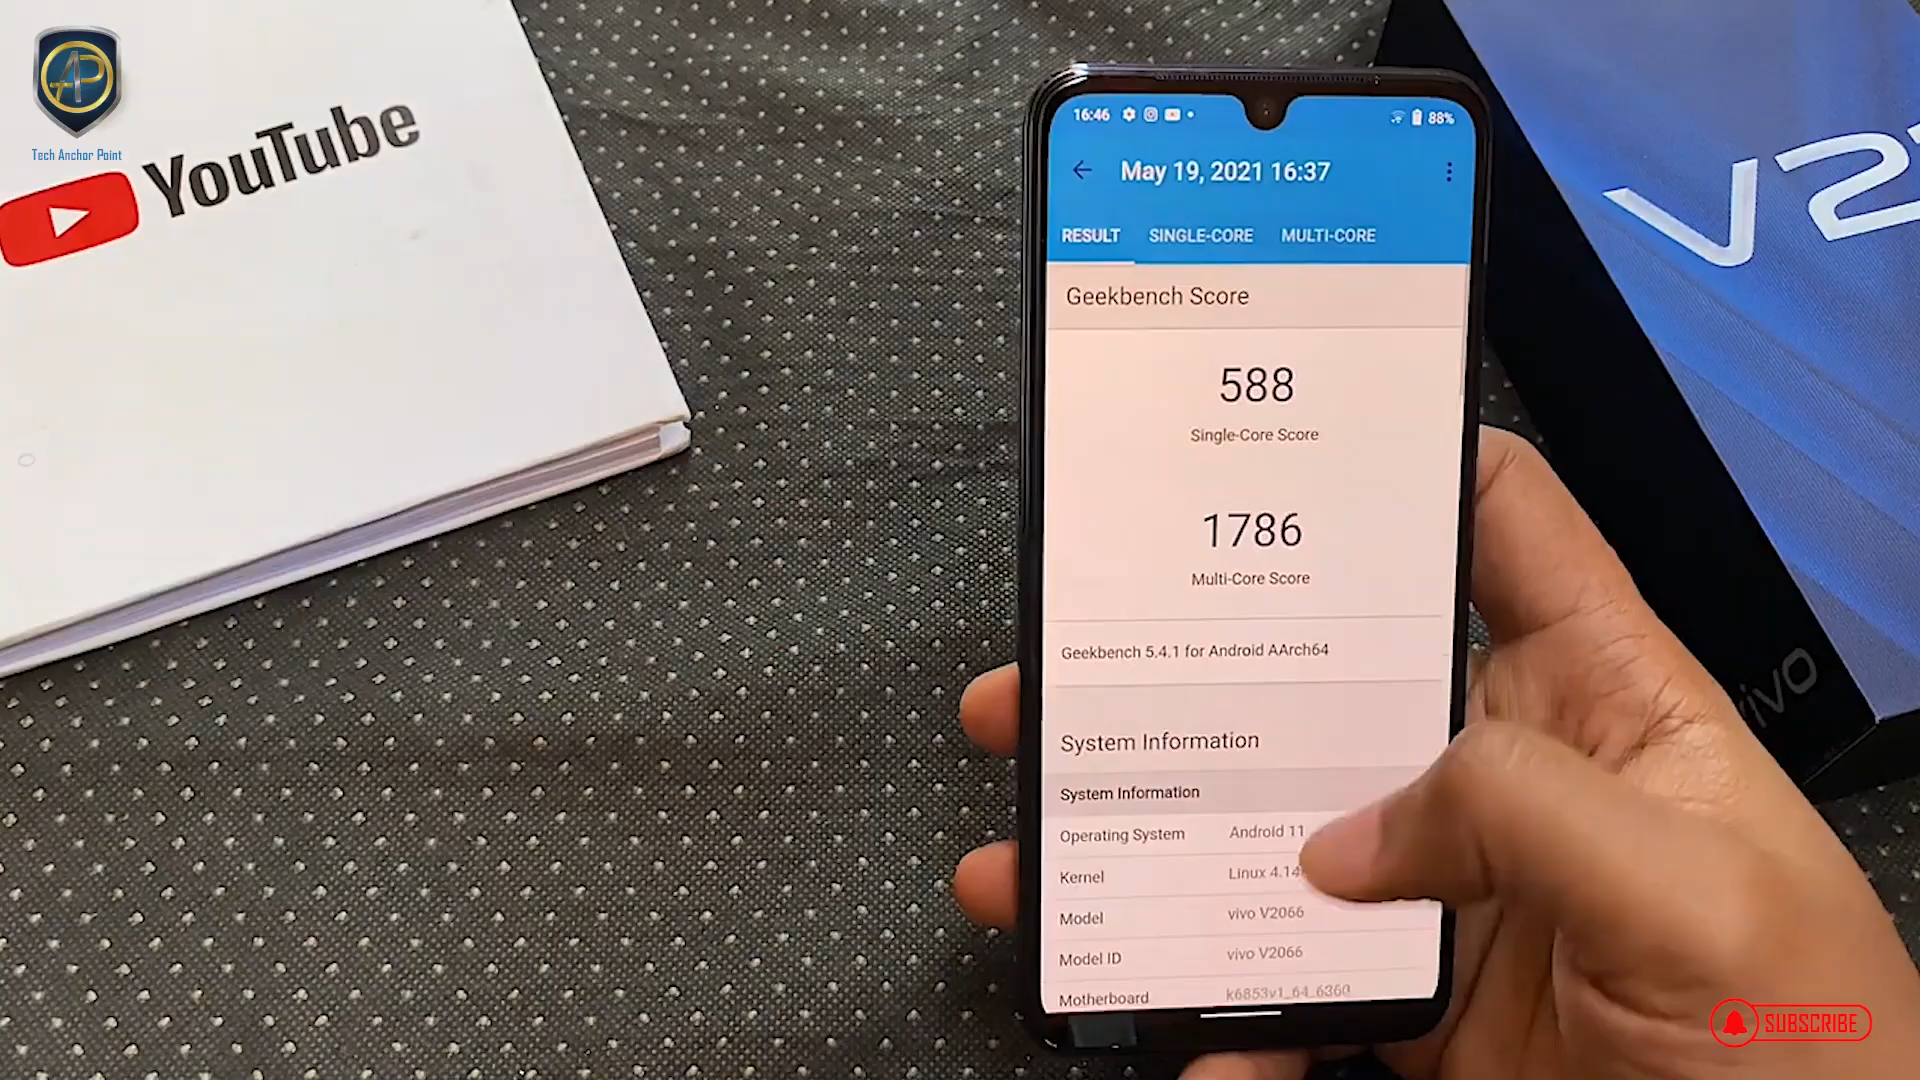 Tech Anchor Point
YouTube
16:46
88%
May 19, 2021 16:37
RESULT SINGLE-CORE MULTI-CORE
Geekbench Score
588
Single-Core Score
1786
Multi-Core Score
Geekbench 5.4.1 for Android AArch64
System Information
System Information
Operating System Android 11
Kernel Linux 4.14
Model vivo V2066
Model ID vivo V2066
Motherboard k6853v1_64_6360
vivo
SUBSCRIBE